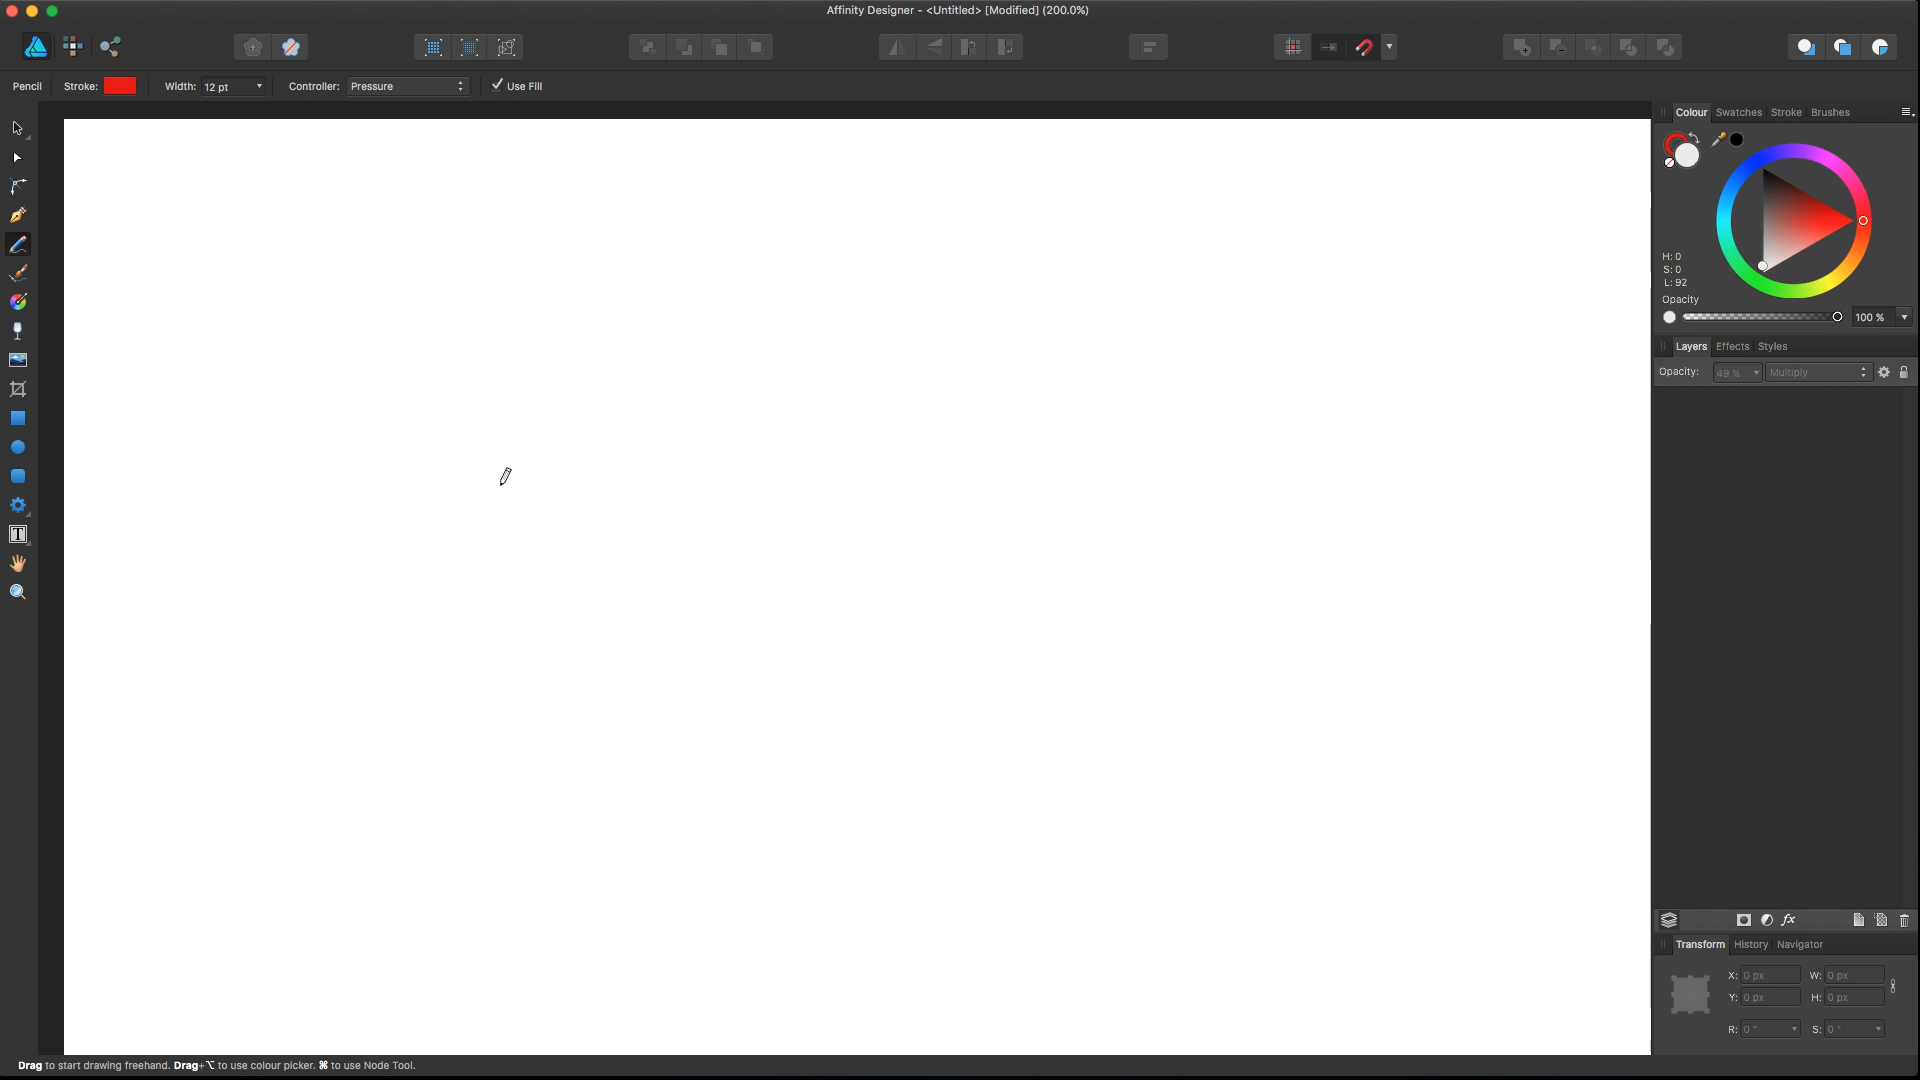 Affinity Designer - <Untitled> [Modified] (200.0%)
Pencil Stroke: Width: 12 pt Controller: Pressure Use Fill
Colour Swatches Stroke Brushes
H: 0
S: 0
L: 92
Opacity
100 %
Layers Effects Styles
Opacity: 49 % Multiply
T
fx
Transform History Navigator
X: 0 px W: 0 px
Y: 0 px H: 0 px
R: 0 ° S: 0 °
Drag to start drawing freehand. Drag+⌥ to use colour picker. ⌘ to use Node Tool.